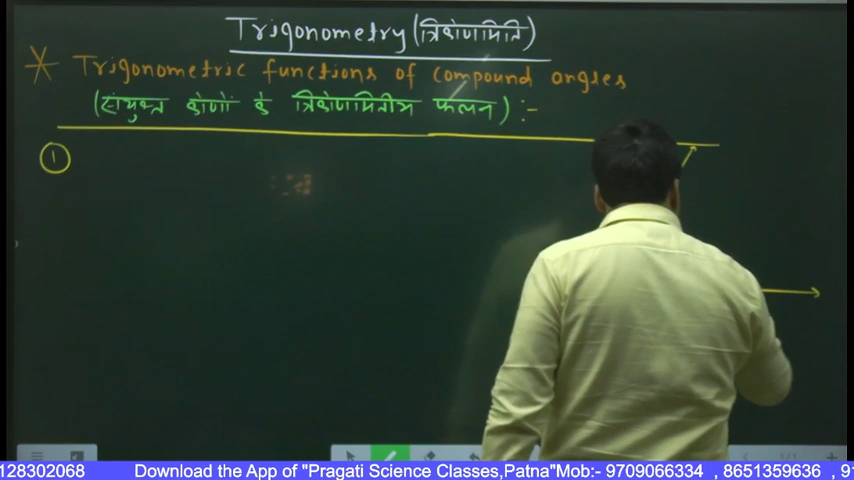 Trigonometry (त्रिकोणमिति)
* Trigonometric functions of compound angles
(संयुक्त कोणों के त्रिकोणमितीय फलन) :-
①
128302068 Download the App of "Pragati Science Classes,Patna"Mob:- 9709066334 , 8651359636 , 91